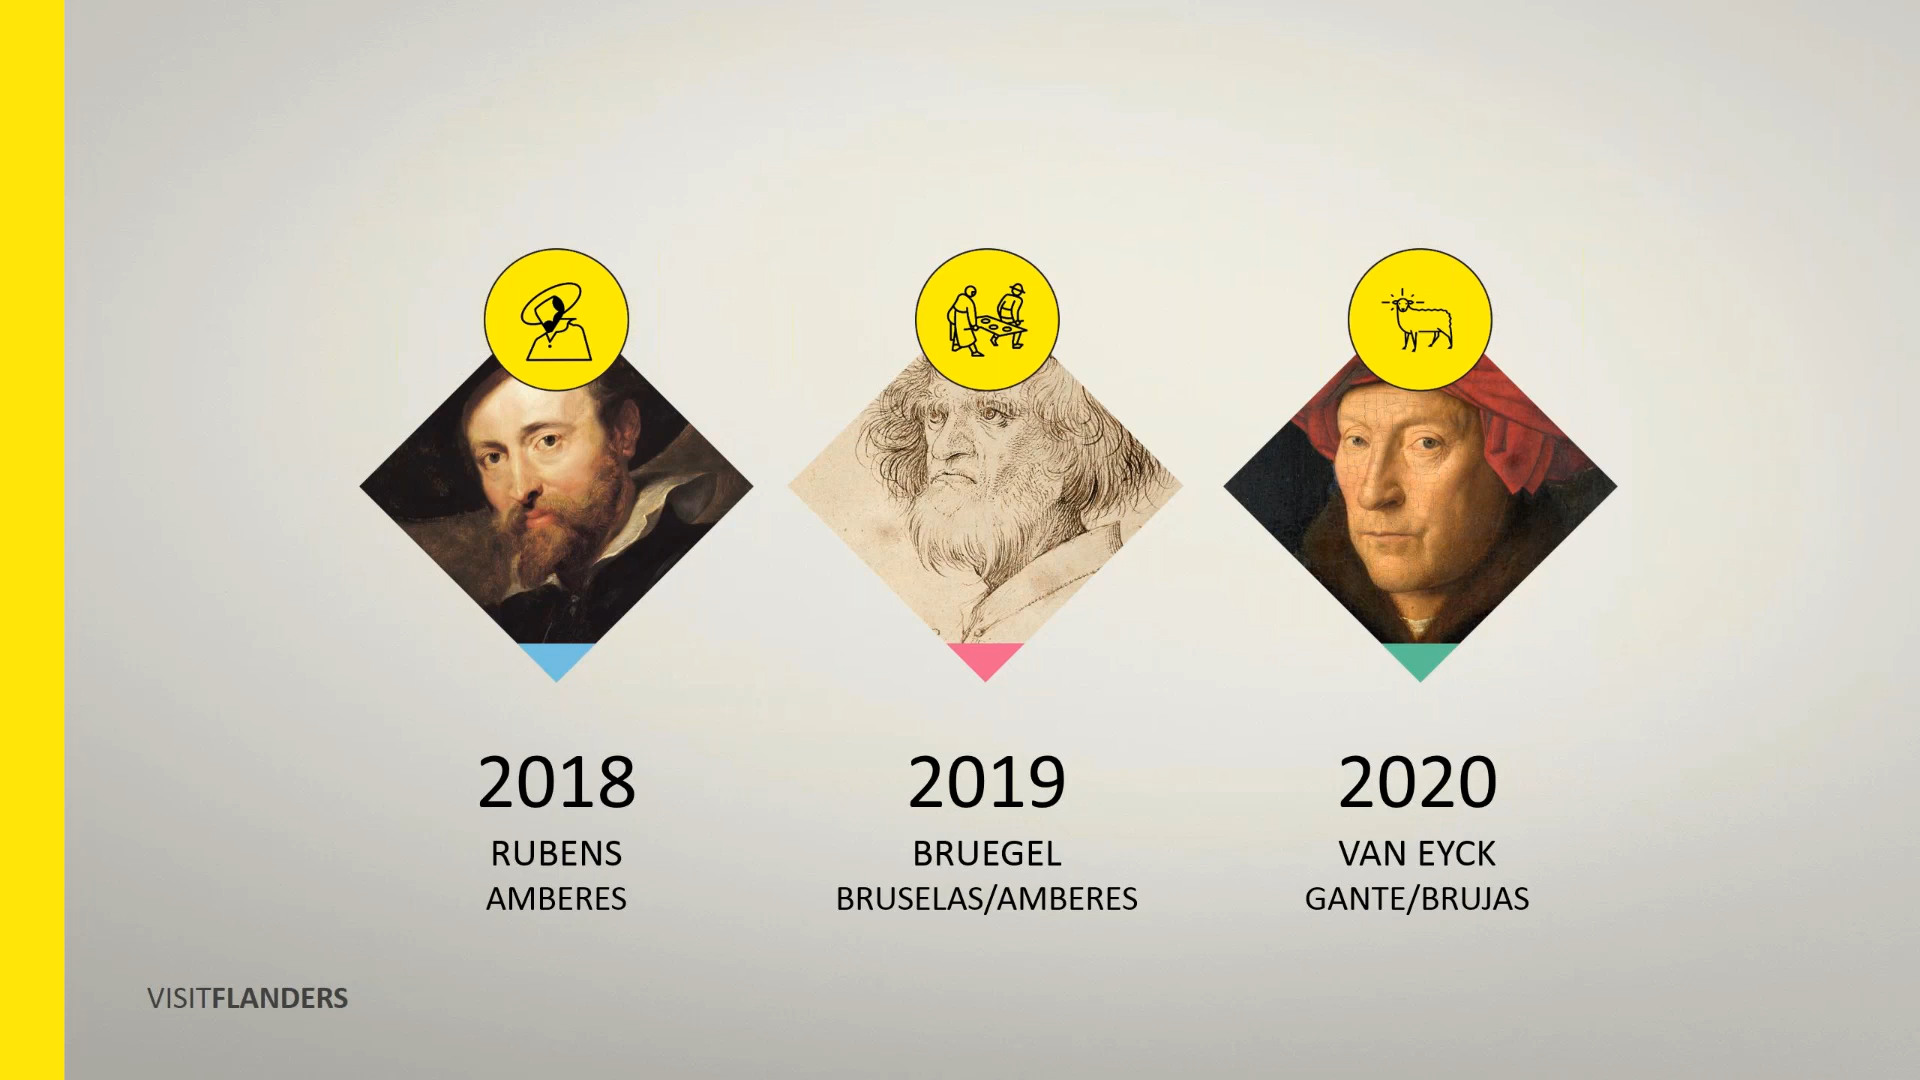 2018
RUBENS
AMBERES
2019
BRUEGEL
BRUSELAS/AMBERES
2020
VAN EYCK
GANTE/BRUJAS
VISITFLANDERS